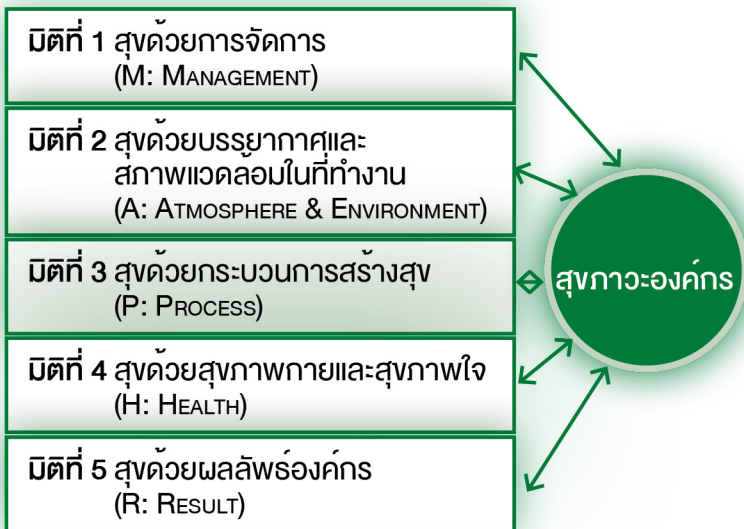 มิติที่ 1 สุขด้วยการจัดการ
(M: MANAGEMENT)
มิติที่ 2 สุขด้วยบรรยากาศและ
สภาพแวดล้อมในที่ทำงาน
(A: ATMOSPHERE & ENVIRONMENT)
มิติที่ 3 สุขด้วยกระบวนการสร้างสุข
(P: PROCESS)
มิติที่ 4 สุขด้วยสุขภาพกายและสุขภาพใจ
(H: HEALTH)
มิติที่ 5 สุขด้วยผลลัพธ์องค์กร
(R: RESULT)
สุขภาวะองค์กร